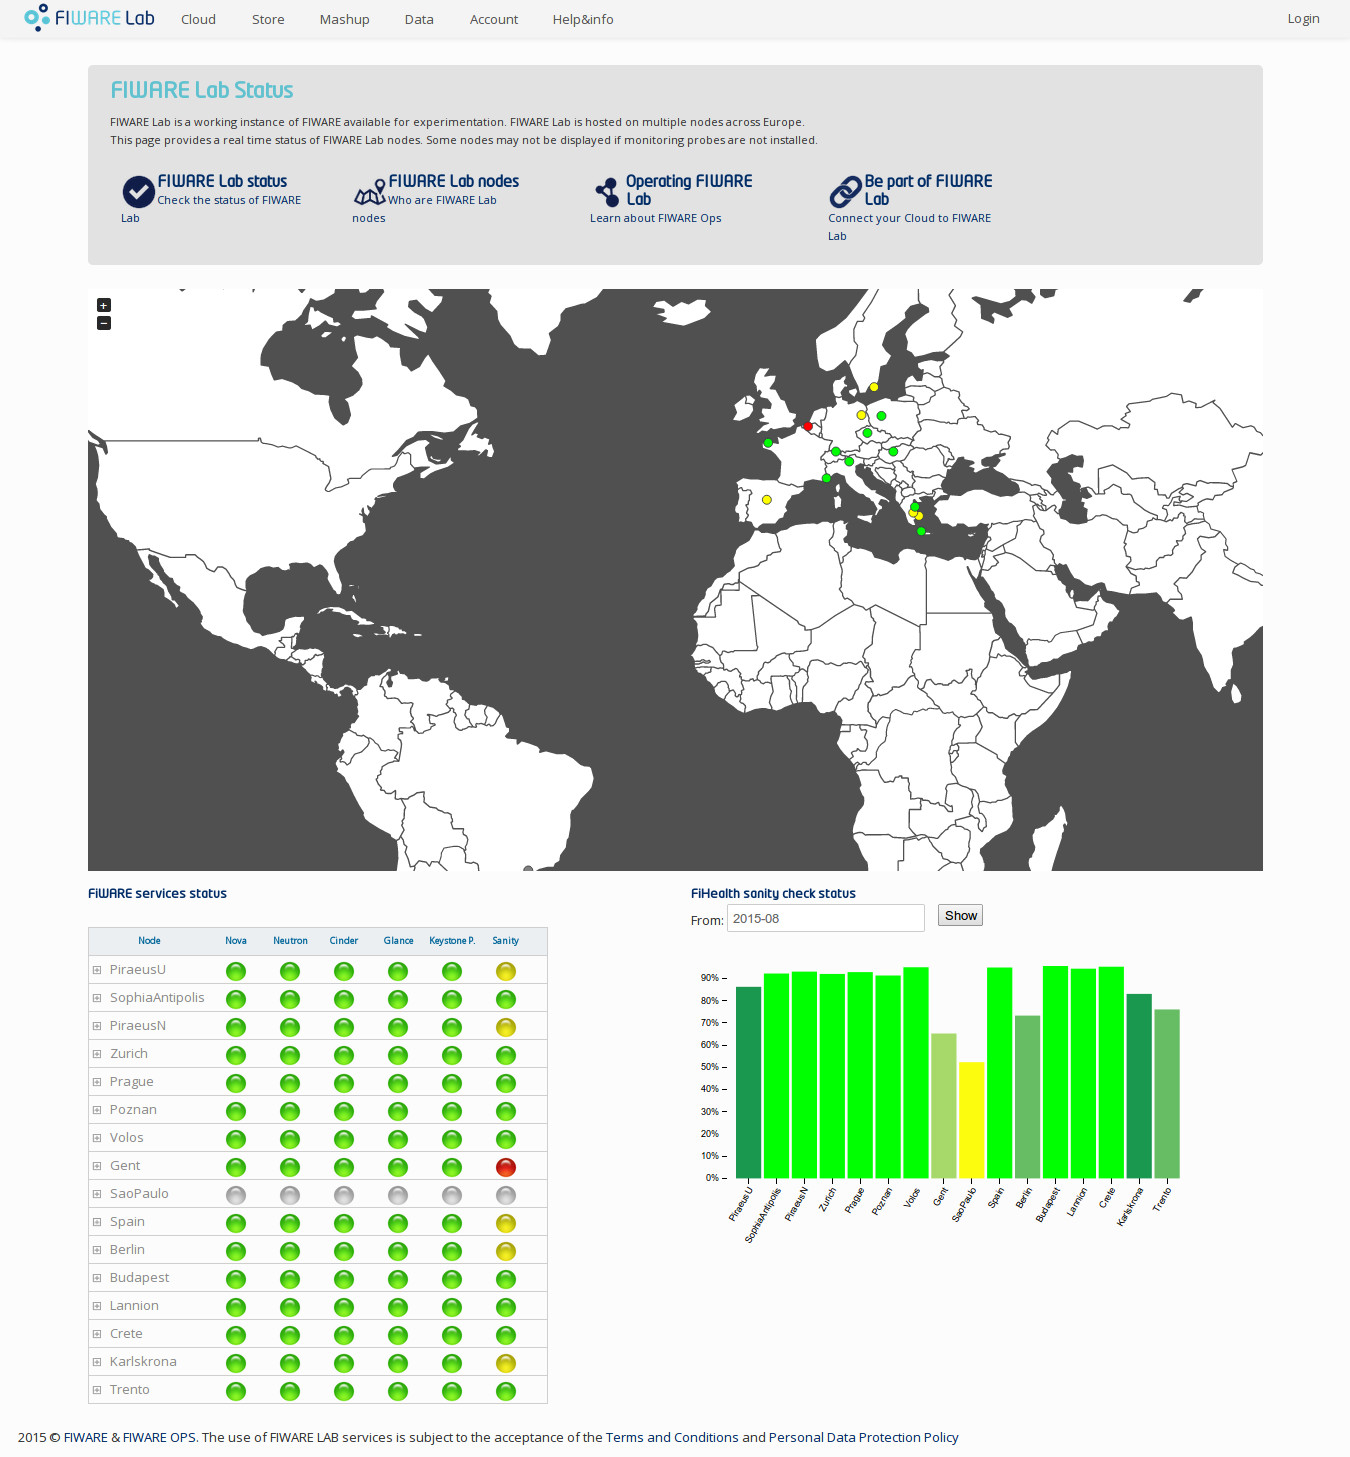 FIWARE Lab Cloud Store Mashup Data Account Help&info Login
FIWARE Lab Status
FIWARE Lab is a working instance of FIWARE available for experimentation. FIWARE Lab is hosted on multiple nodes across Europe.
This page provides a real time status of FIWARE Lab nodes. Some nodes may not be displayed if monitoring probes are not installed.
FIWARE Lab status
Check the status of FIWARE
Lab
FIWARE Lab nodes
Who are FIWARE Lab
nodes
Operating FIWARE
Lab
Learn about FIWARE Ops
Be part of FIWARE
Lab
Connect your Cloud to FIWARE
Lab
+
−
FiWARE services status
Node Nova Neutron Cinder Glance Keystone P. Sanity
PiraeusU
SophiaAntipolis
PiraeusN
Zurich
Prague
Poznan
Volos
Gent
SaoPaulo
Spain
Berlin
Budapest
Lannion
Crete
Karlskrona
Trento
FiHealth sanity check status
From: 2015-08 Show
90%
80%
70%
60%
50%
40%
30%
20%
10%
0%
PiraeusU SophiaAntipolis PiraeusN Zurich Prague Poznan Volos Gent SaoPaulo Spain Berlin Budapest Lannion Crete Karlskrona Trento
2015 © FIWARE & FIWARE OPS. The use of FIWARE LAB services is subject to the acceptance of the Terms and Conditions and Personal Data Protection Policy